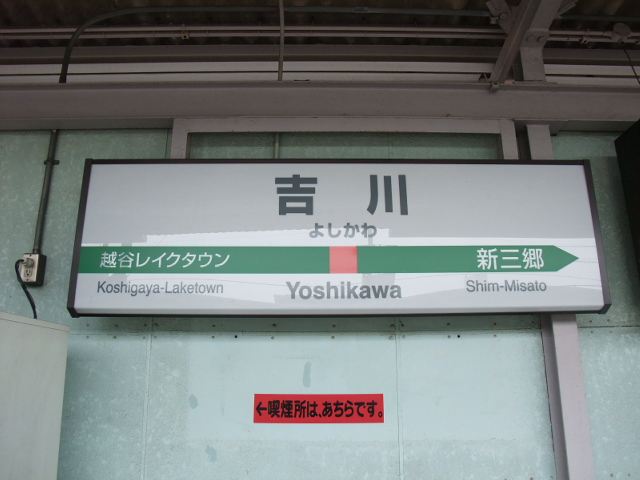 吉川
よしかわ
越谷レイクタウン 新三郷
Koshigaya-Laketown Yoshikawa Shim-Misato
←喫煙所は、あちらです。